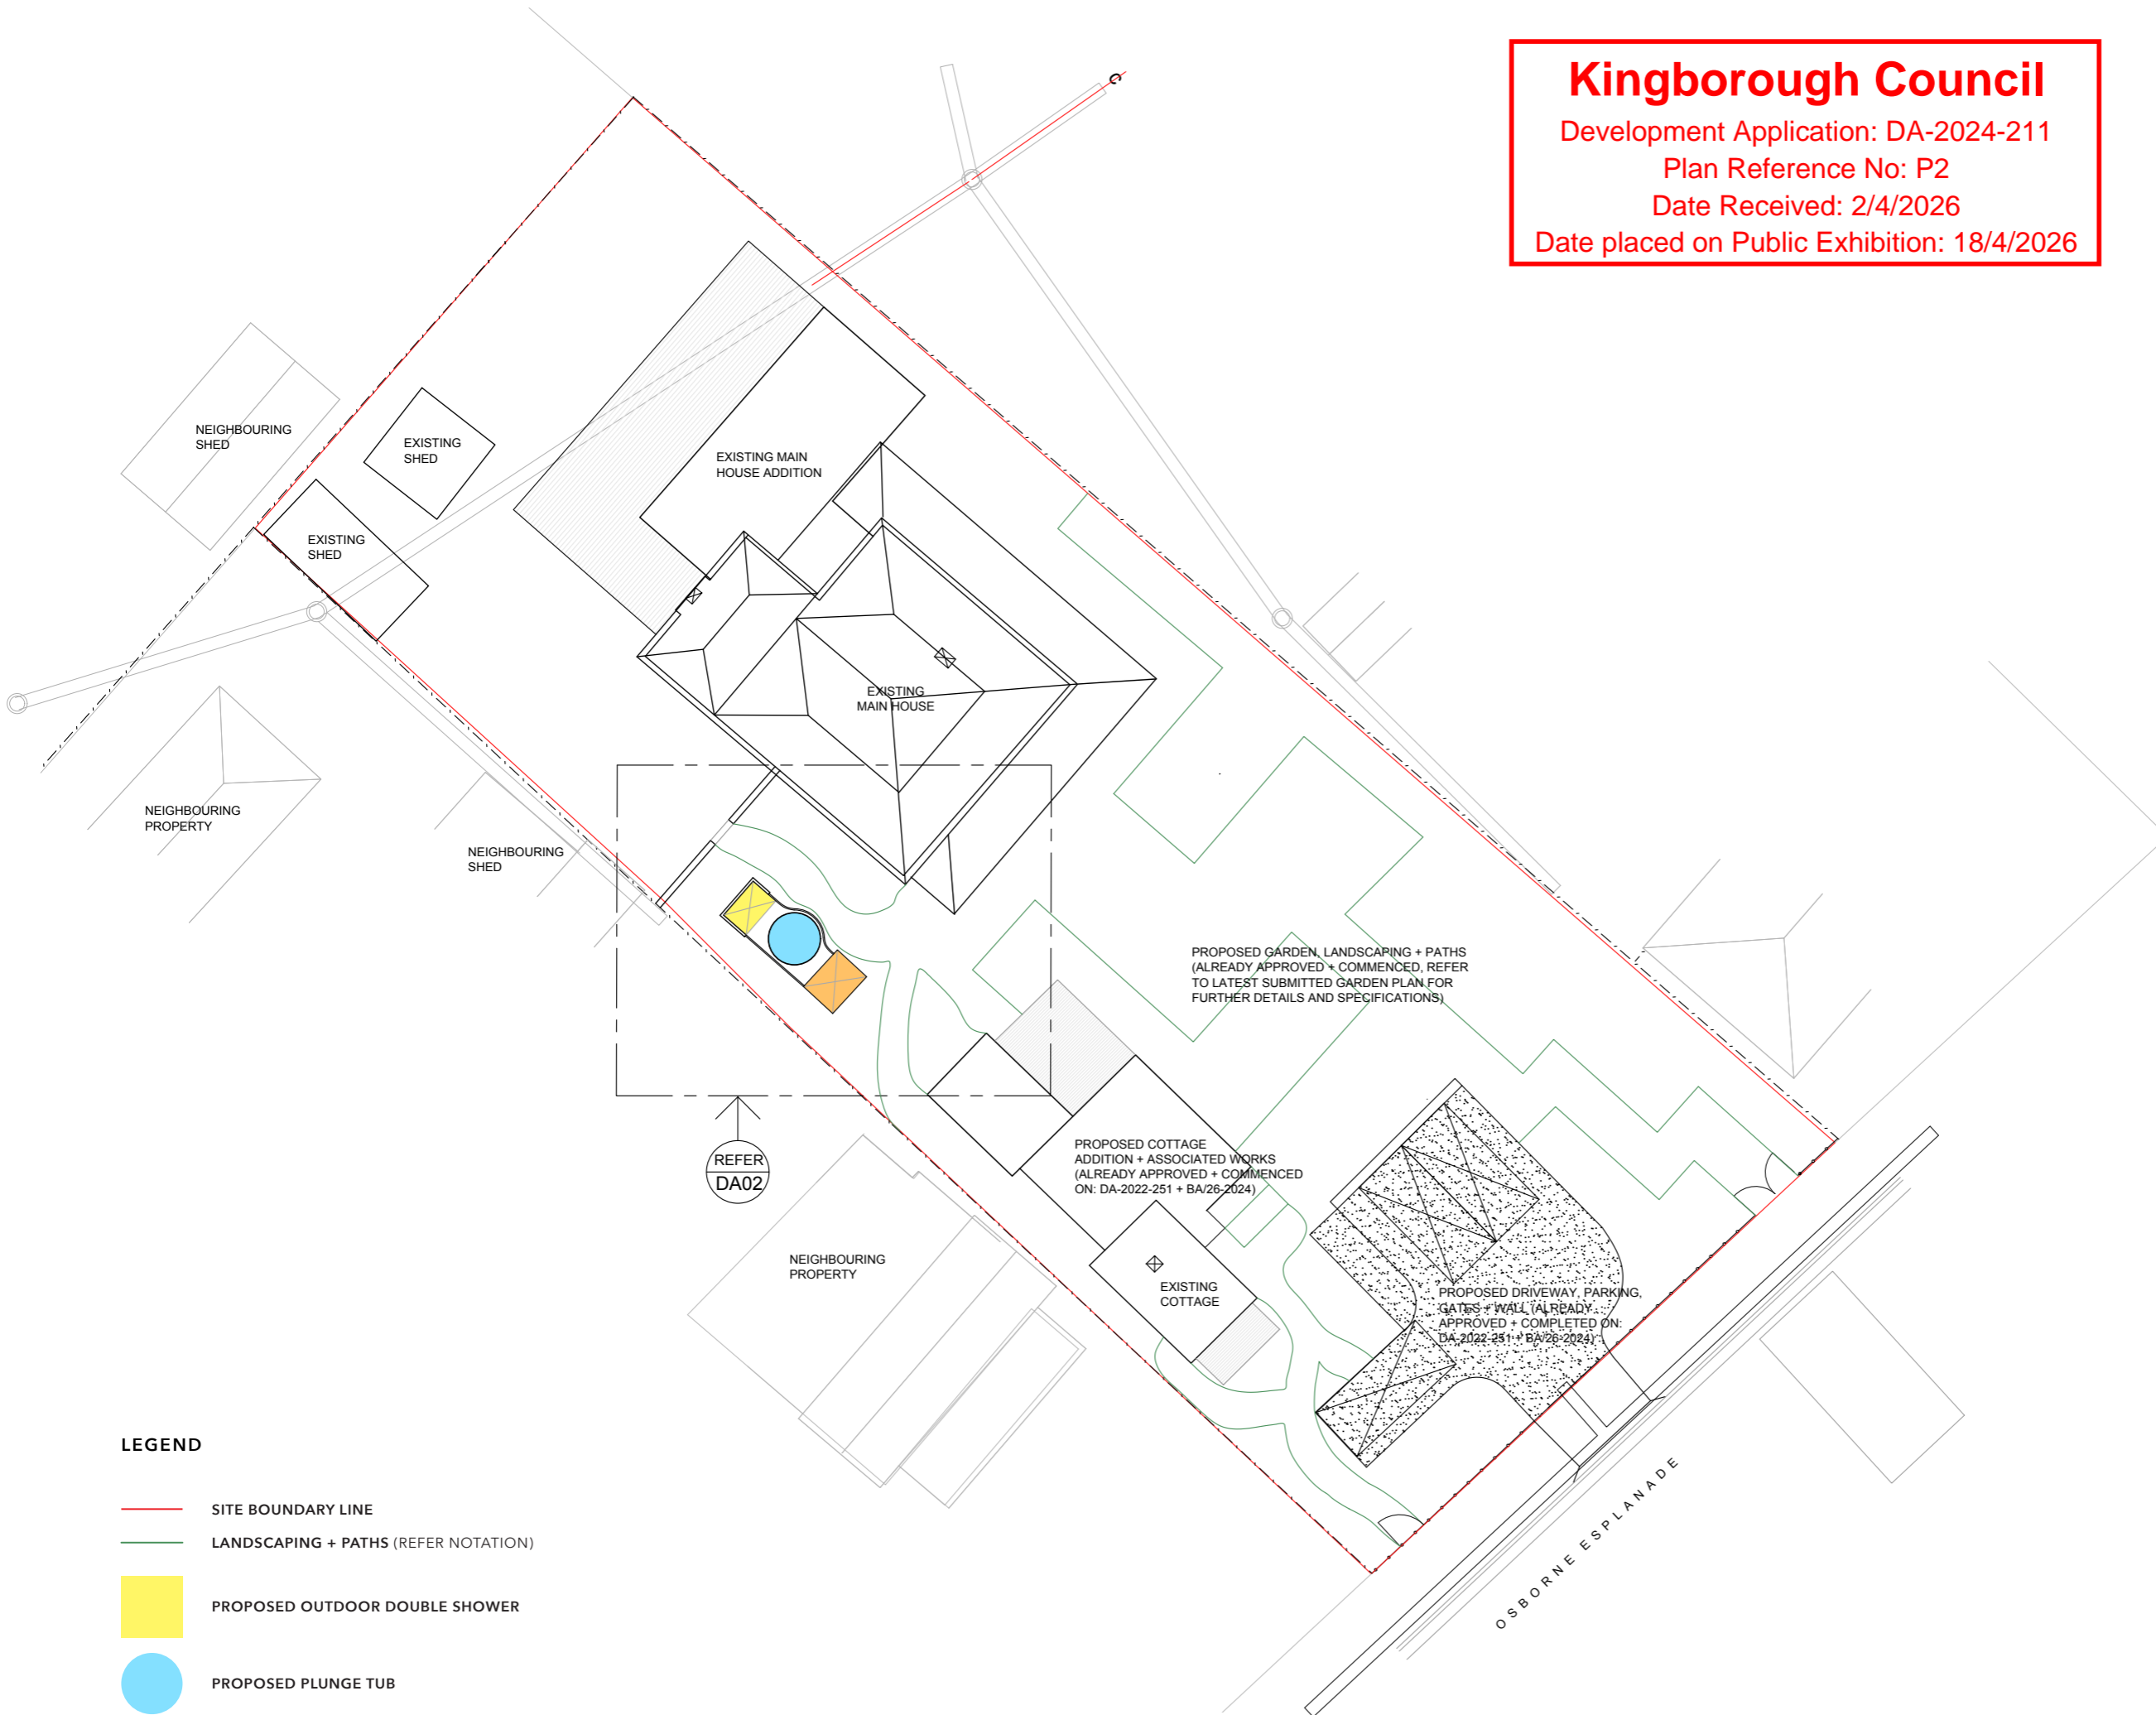 Kingborough Council
Development Application: DA-2024-211
Plan Reference No: P2
Date Received: 2/4/2026
Date placed on Public Exhibition: 18/4/2026
C
NEIGHBOURING
SHED
EXISTING
SHED
EXISTING MAIN
HOUSE ADDITION
EXISTING
SHED
EXISTING
MAIN HOUSE
NEIGHBOURING
PROPERTY
NEIGHBOURING
SHED
PROPOSED GARDEN, LANDSCAPING + PATHS
(ALREADY APPROVED + COMMENCED, REFER
TO LATEST SUBMITTED GARDEN PLAN FOR
FURTHER DETAILS AND SPECIFICATIONS)
REFER
DA02
PROPOSED COTTAGE
ADDITION + ASSOCIATED WORKS
(ALREADY APPROVED + COMMENCED
ON: DA-2022-251 + BA/26-2024)
NEIGHBOURING
PROPERTY
EXISTING
COTTAGE
PROPOSED DRIVEWAY, PARKING,
GATES + WALL (ALREADY
APPROVED + COMPLETED ON:
DA-2022-251 + BA/26-2024)
OSBORNE ESPLANADE
LEGEND
SITE BOUNDARY LINE
LANDSCAPING + PATHS (REFER NOTATION)
PROPOSED OUTDOOR DOUBLE SHOWER
PROPOSED PLUNGE TUB